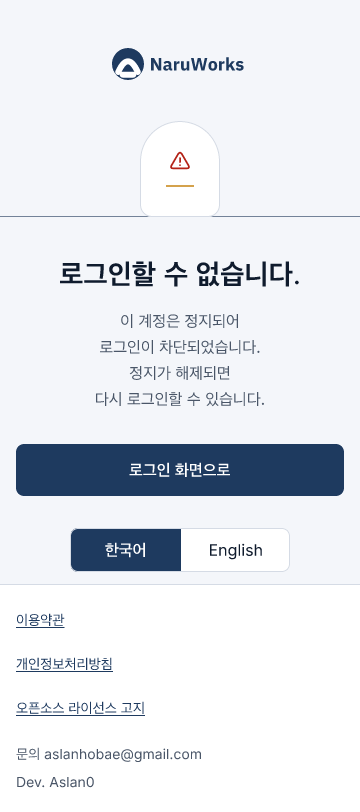 NaruWorks
로그인할 수 없습니다.
이 계정은 정지되어
로그인이 차단되었습니다.
정지가 해제되면
다시 로그인할 수 있습니다.
로그인 화면으로
한국어 English
이용약관
개인정보처리방침
오픈소스 라이선스 고지
문의 aslanhobae@gmail.com
Dev. Aslan0